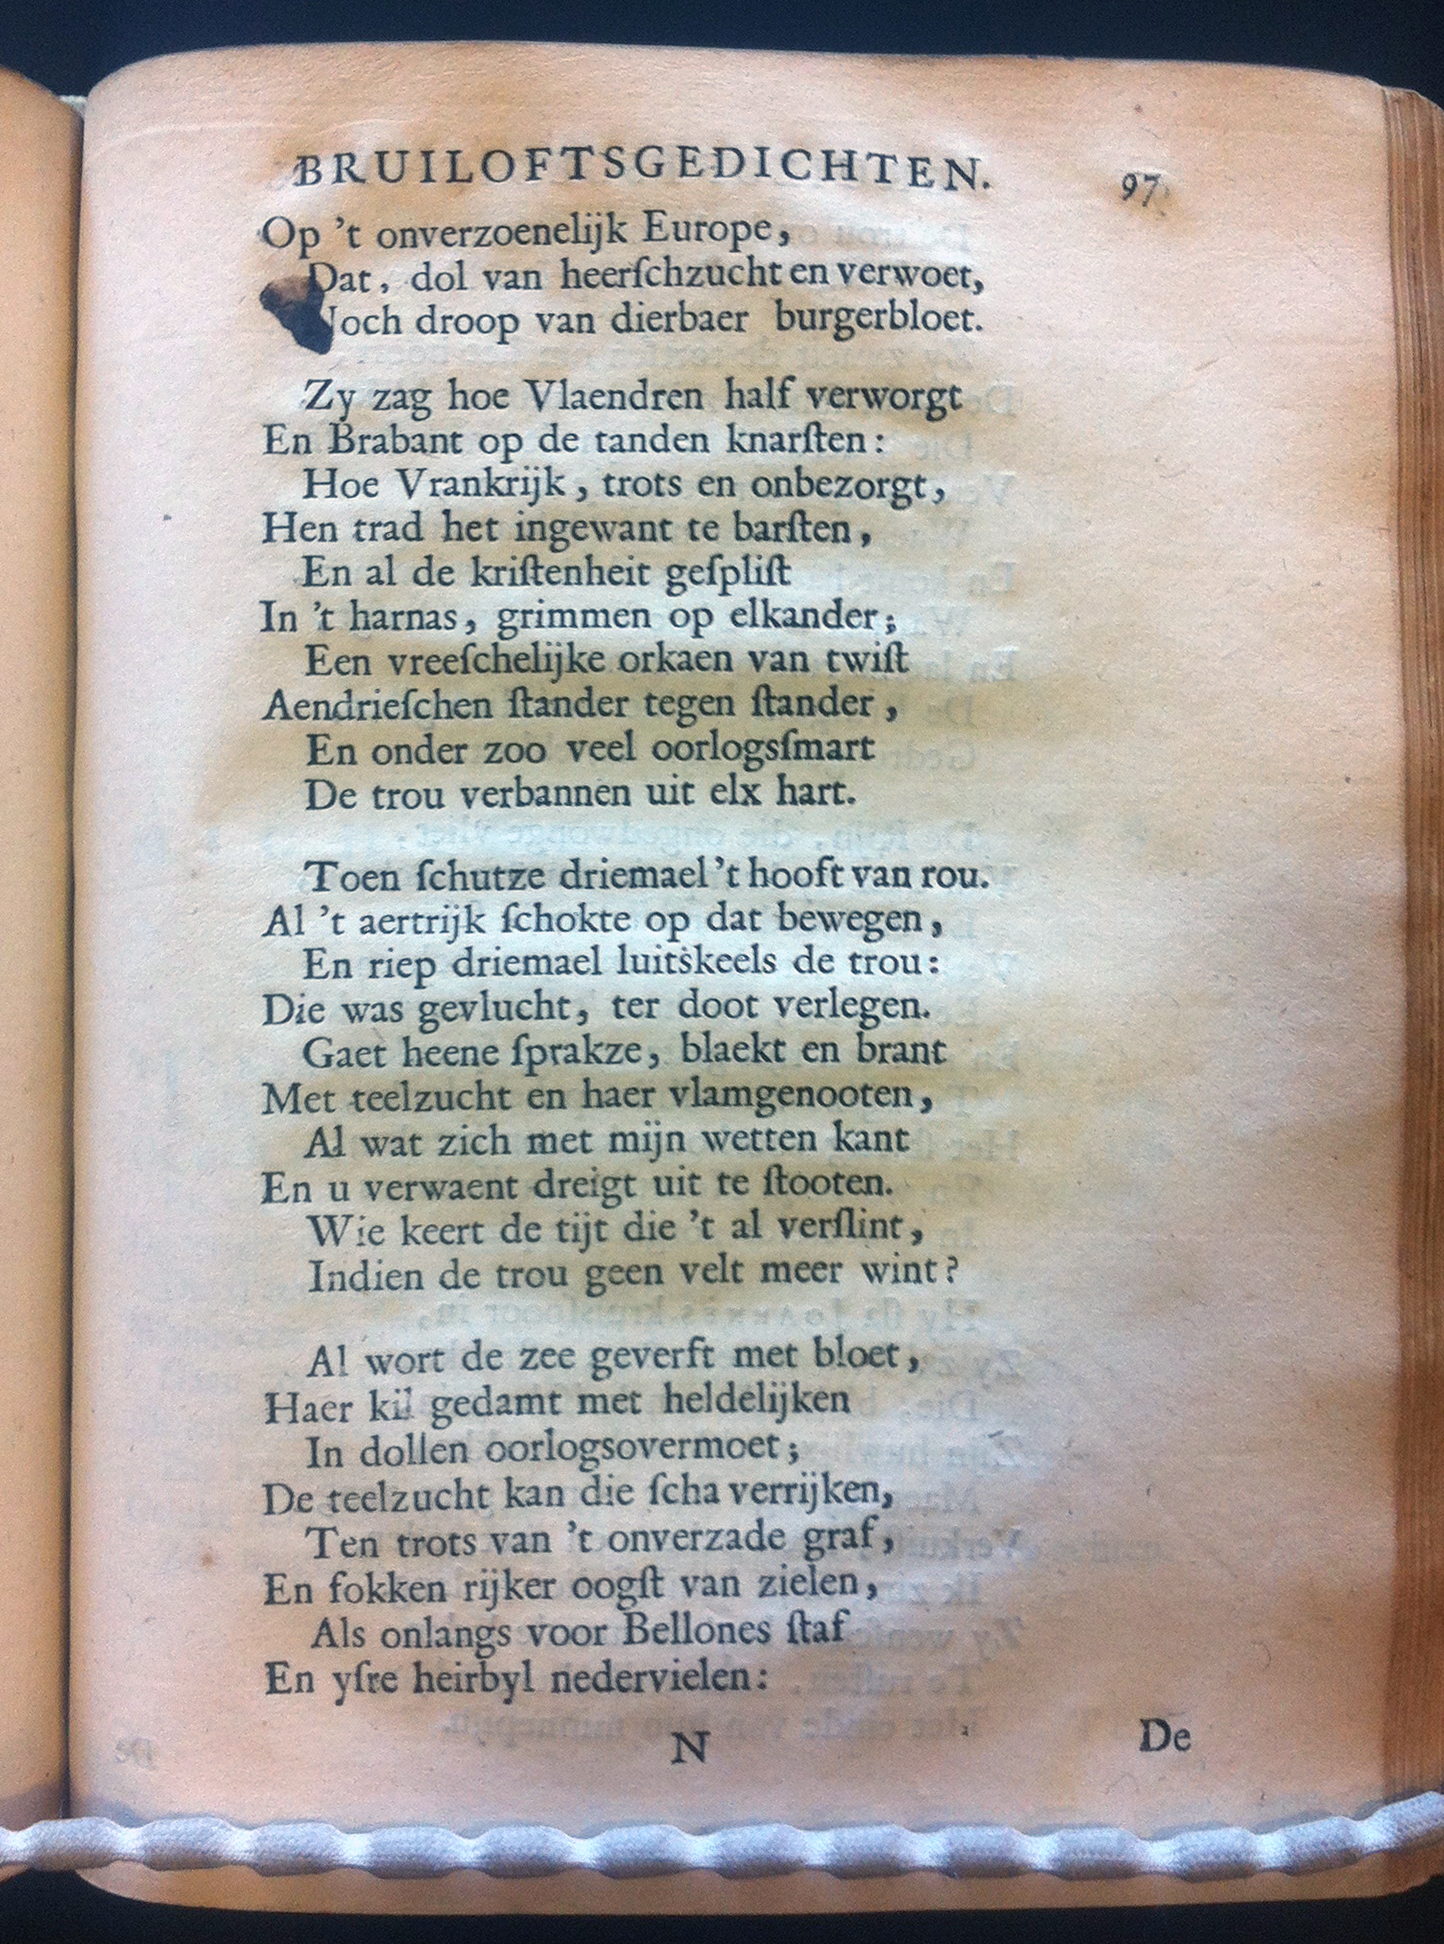 BRUILOFTSGEDICHTEN. 97
Op 't onverzoenelijk Europe,
Dat, dol van heerſchzucht en verwoet,
Noch droop van dierbaer burgerbloet.
Zy zag hoe Vlaendren half verworgt
En Brabant op de tanden knarſten:
Hoe Vrankrijk, trots en onbezorgt,
Hen trad het ingewant te barſten,
En al de kriſtenheit geſpliſt
In 't harnas, grimmen op elkander;
Een vreeſchelijke orkaen van twiſt
Aendrieſchen ſtander tegen ſtander,
En onder zoo veel oorlogsſmart
De trou verbannen uit elx hart.
Toen ſchutze driemael 't hooft van rou.
Al 't aertrijk ſchokte op dat bewegen,
En riep driemael luitskeels de trou:
Die was gevlucht, ter doot verlegen.
Gaet heene ſprakze, blaekt en brant
Met teelzucht en haer vlamgenooten,
Al wat zich met mijn wetten kant
En u verwaent dreigt uit te ſtooten.
Wie keert de tijt die 't al verſlint,
Indien de trou geen velt meer wint?
Al wort de zee geverft met bloet,
Haer kil gedamt met heldelijken
In dollen oorlogsovermoet;
De teelzucht kan die ſcha verrijken,
Ten trots van 't onverzade graf,
En fokken rijker oogſt van zielen,
Als onlangs voor Bellones ſtaf
En yſre heirbyl nedervielen:
N De